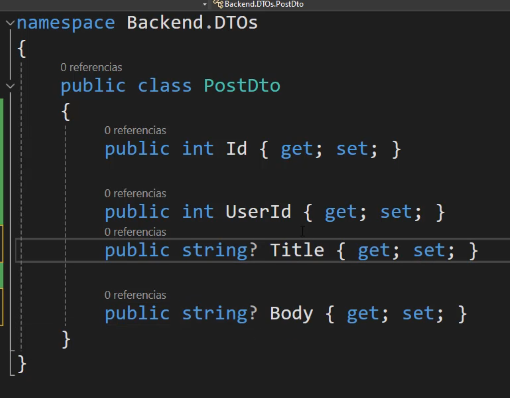 Backend.DTOs.PostDto
namespace Backend.DTOs
{
0 referencias
public class PostDto
{
0 referencias
public int Id { get; set; }
0 referencias
public int UserId { get; set; }
0 referencias
public string? Title { get; set; }
0 referencias
public string? Body { get; set; }
}
}